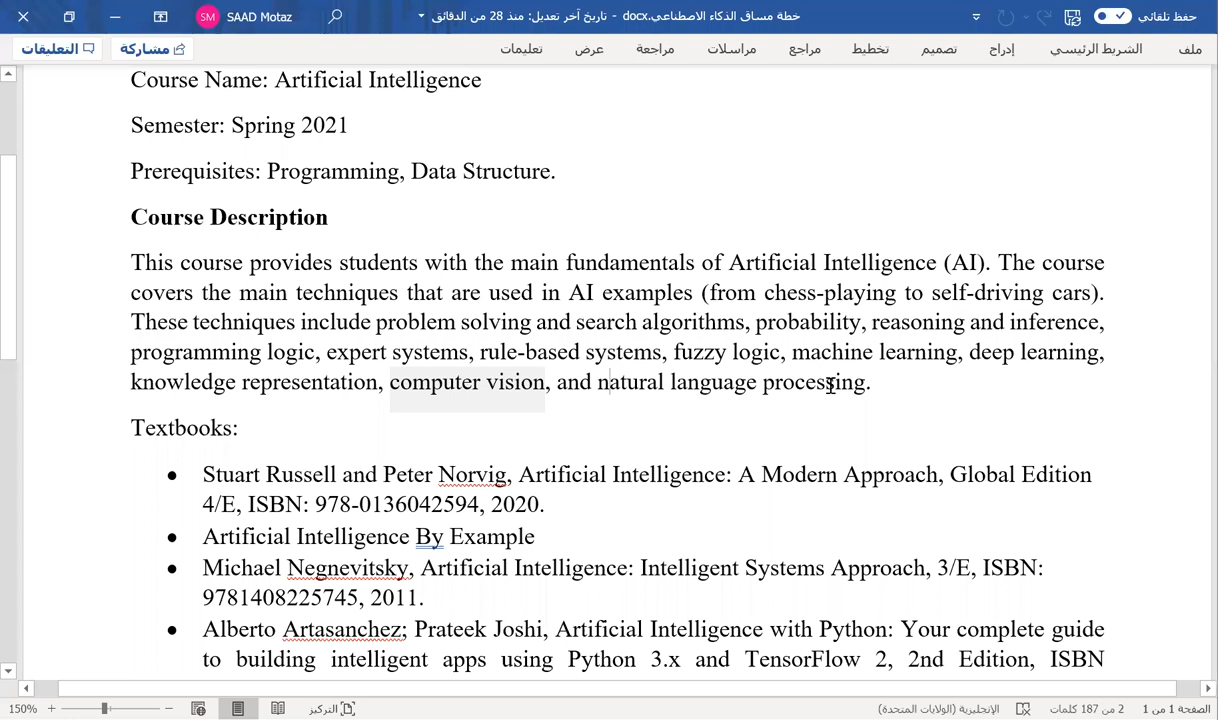 حفظ تلقائي
خطة مساق الذكاء الاصطناعي.docx - تاريخ آخر تعديل: منذ 28 من الدقائق
SAAD Motaz
SM
ملف
الشريط الرئيسي
إدراج
تصميم
تخطيط
مراجع
مراسلات
مراجعة
عرض
تعليمات
مشاركة
التعليقات
Course Name: Artificial Intelligence
Semester: Spring 2021
Prerequisites: Programming, Data Structure.
Course Description
This course provides students with the main fundamentals of Artificial Intelligence (AI). The course
covers the main techniques that are used in AI examples (from chess-playing to self-driving cars).
These techniques include problem solving and search algorithms, probability, reasoning and inference,
programming logic, expert systems, rule-based systems, fuzzy logic, machine learning, deep learning,
knowledge representation, computer vision, and natural language processing.
Textbooks:
• Stuart Russell and Peter Norvig, Artificial Intelligence: A Modern Approach, Global Edition
4/E, ISBN: 978-0136042594, 2020.
• Artificial Intelligence By Example
• Michael Negnevitsky, Artificial Intelligence: Intelligent Systems Approach, 3/E, ISBN:
9781408225745, 2011.
• Alberto Artasanchez; Prateek Joshi, Artificial Intelligence with Python: Your complete guide
to building intelligent apps using Python 3.x and TensorFlow 2, 2nd Edition, ISBN
الصفحة 1 من 1
2 من 187 كلمات
الإنجليزية (الولايات المتحدة)
التركيز
150%